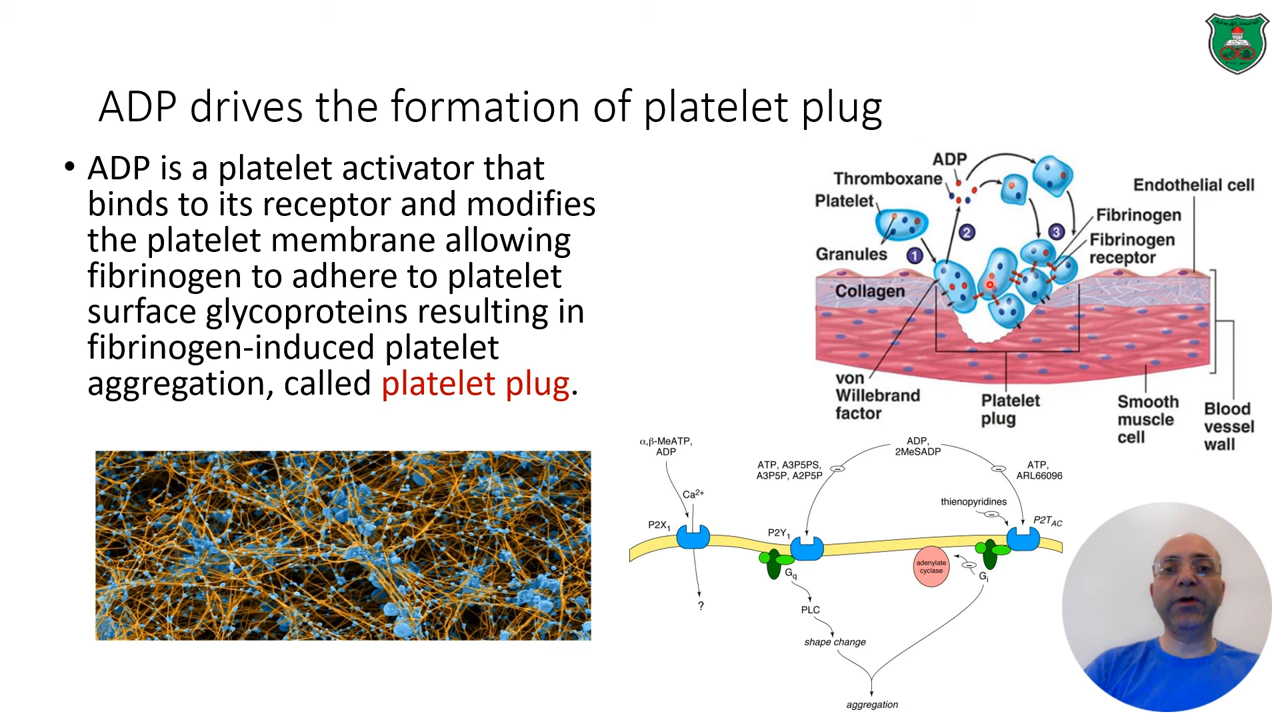 ADP drives the formation of platelet plug
• ADP is a platelet activator that
binds to its receptor and modifies
the platelet membrane allowing
fibrinogen to adhere to platelet
surface glycoproteins resulting in
fibrinogen-induced platelet
aggregation, called platelet plug.
ADP
Thromboxane
Platelet
Granules
1
2
3
Endothelial cell
Fibrinogen
Fibrinogen
receptor
Collagen
von
Willebrand
factor
Platelet
plug
Smooth
muscle
cell
Blood
vessel
wall
α,β-MeATP,
ADP
Ca2+
P2X1
?
ATP, A3P5PS,
A3P5P, A2P5P
P2Y1
Gq
PLC
shape change
aggregation
ADP,
2MeSADP
ATP,
ARL66096
thienopyridines
P2TAC
adenylate
cyclase
Gi